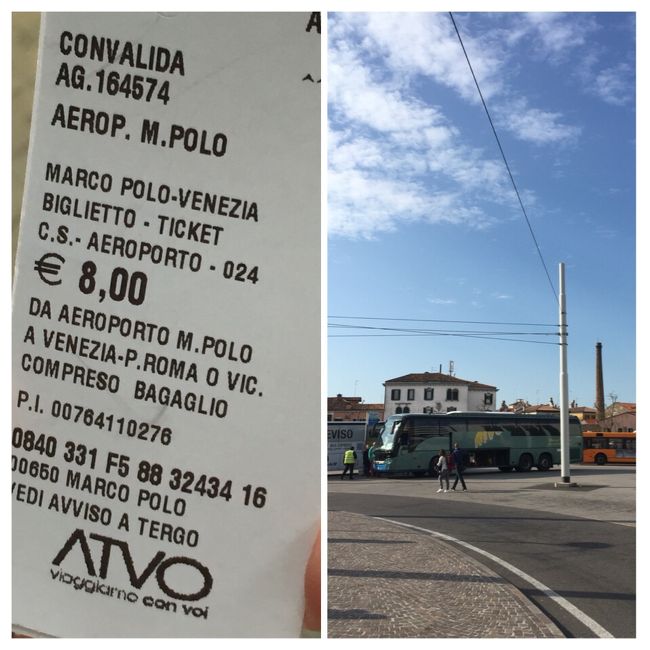 CONVALIDA
AG.164574
AEROP. M.POLO
MARCO POLO-VENEZIA
BIGLIETTO - TICKET
C.S.- AEROPORTO - 024
€ 8,00
DA AEROPORTO M.POLO
A VENEZIA-P.ROMA O VIC.
COMPRESO BAGAGLIO
P.I. 00764110276
0840 331 F5 88 32434 16
00650 MARCO POLO
VEDI AVVISO A TERGO
ATVO
viaggiamo con voi
A
EVISO